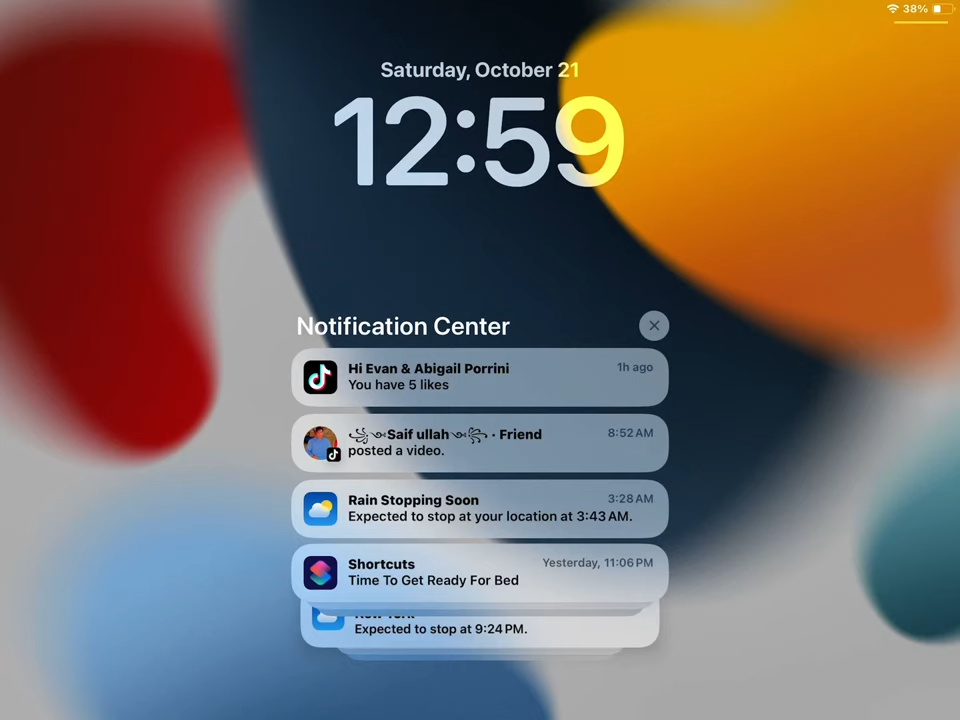 38%
Saturday, October 21
12:59
Notification Center
Hi Evan & Abigail Porrini 1h ago
You have 5 likes
꧁༺Saif ullah༻꧂ · Friend 8:52 AM
posted a video.
Rain Stopping Soon 3:28 AM
Expected to stop at your location at 3:43 AM.
Shortcuts Yesterday, 11:06 PM
Time To Get Ready For Bed
New York
Expected to stop at 9:24 PM.